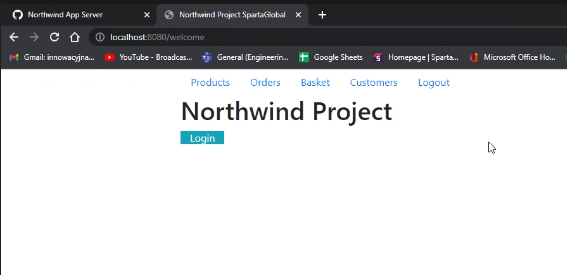 Northwind App Server Northwind Project SpartaGlobal
localhost:8080/welcome
Gmail: innowacyjna... YouTube - Broadcas... General (Engineerin... Google Sheets Homepage | Sparta... Microsoft Office Ho...
Products Orders Basket Customers Logout
Northwind Project
Login